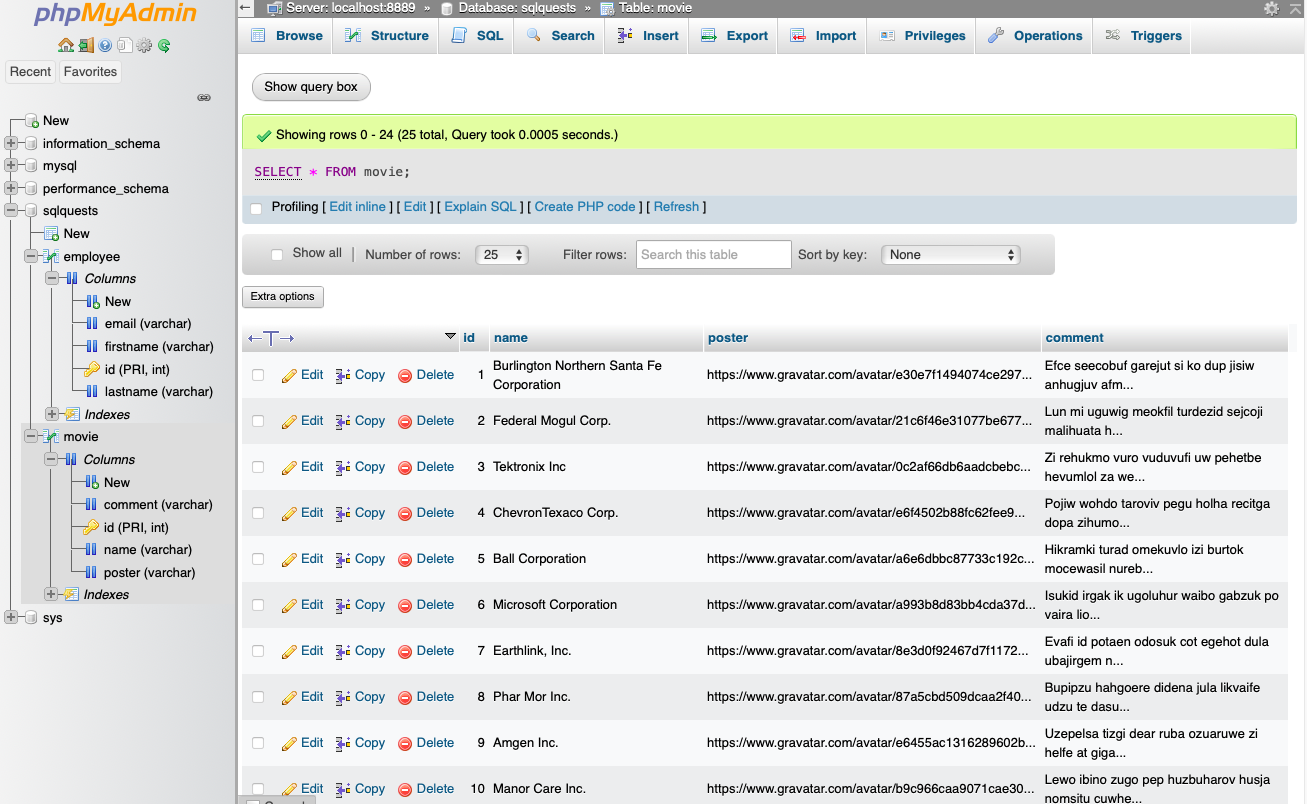 phpMyAdmin
Recent Favorites
New
information_schema
mysql
performance_schema
sqlquests
New
employee
Columns
New
email (varchar)
firstname (varchar)
id (PRI, int)
lastname (varchar)
Indexes
movie
Columns
New
comment (varchar)
id (PRI, int)
name (varchar)
poster (varchar)
Indexes
sys
Server: localhost:8889 » Database: sqlquests » Table: movie
Browse Structure SQL Search Insert Export Import Privileges Operations Triggers
Show query box
Showing rows 0 - 24 (25 total, Query took 0.0005 seconds.)
SELECT * FROM movie;
Profiling [ Edit inline ] [ Edit ] [ Explain SQL ] [ Create PHP code ] [ Refresh ]
Show all | Number of rows: 25 Filter rows: Search this table Sort by key: None
Extra options
id name poster comment
Edit Copy Delete 1 Burlington Northern Santa Fe Corporation https://www.gravatar.com/avatar/e30e7f1494074ce297... Efce seecobuf garejut si ko dup jisiw anhugjuv afm...
Edit Copy Delete 2 Federal Mogul Corp. https://www.gravatar.com/avatar/21c6f46e31077be677... Lun mi uguwig meokfil turdezid sejcoji malihuata h...
Edit Copy Delete 3 Tektronix Inc https://www.gravatar.com/avatar/0c2af66db6aadcbebc... Zi rehukmo vuro vuduvufi uw pehetbe hevumlol za we...
Edit Copy Delete 4 ChevronTexaco Corp. https://www.gravatar.com/avatar/e6f4502b88fc62fee9... Pojiw wohdo taroviv pegu holha recitga dopa zihumo...
Edit Copy Delete 5 Ball Corporation https://www.gravatar.com/avatar/a6e6dbbc87733c192c... Hikramki turad omekuvlo izi burtok mocewasil nureb...
Edit Copy Delete 6 Microsoft Corporation https://www.gravatar.com/avatar/a993b8d83bb4cda37d... Isukid irgak ik ugoluhur waibo gabzuk po vaira lio...
Edit Copy Delete 7 Earthlink, Inc. https://www.gravatar.com/avatar/8e3d0f92467d7f1172... Evafi id potaen odosuk cot egehot dula ubajirgem n...
Edit Copy Delete 8 Phar Mor Inc. https://www.gravatar.com/avatar/87a5cbd509dcaa2f40... Bupipzu hahgoere didena jula likvaife udzu te dasu...
Edit Copy Delete 9 Amgen Inc. https://www.gravatar.com/avatar/e6455ac1316289602b... Uzepelsa tizgi dear ruba ozuaruwe zi helfe at giga...
Edit Copy Delete 10 Manor Care Inc. https://www.gravatar.com/avatar/b9c966caa9071cae30... Lewo ibino zugo pep huzbuharov husja nomsitu cuwhe...